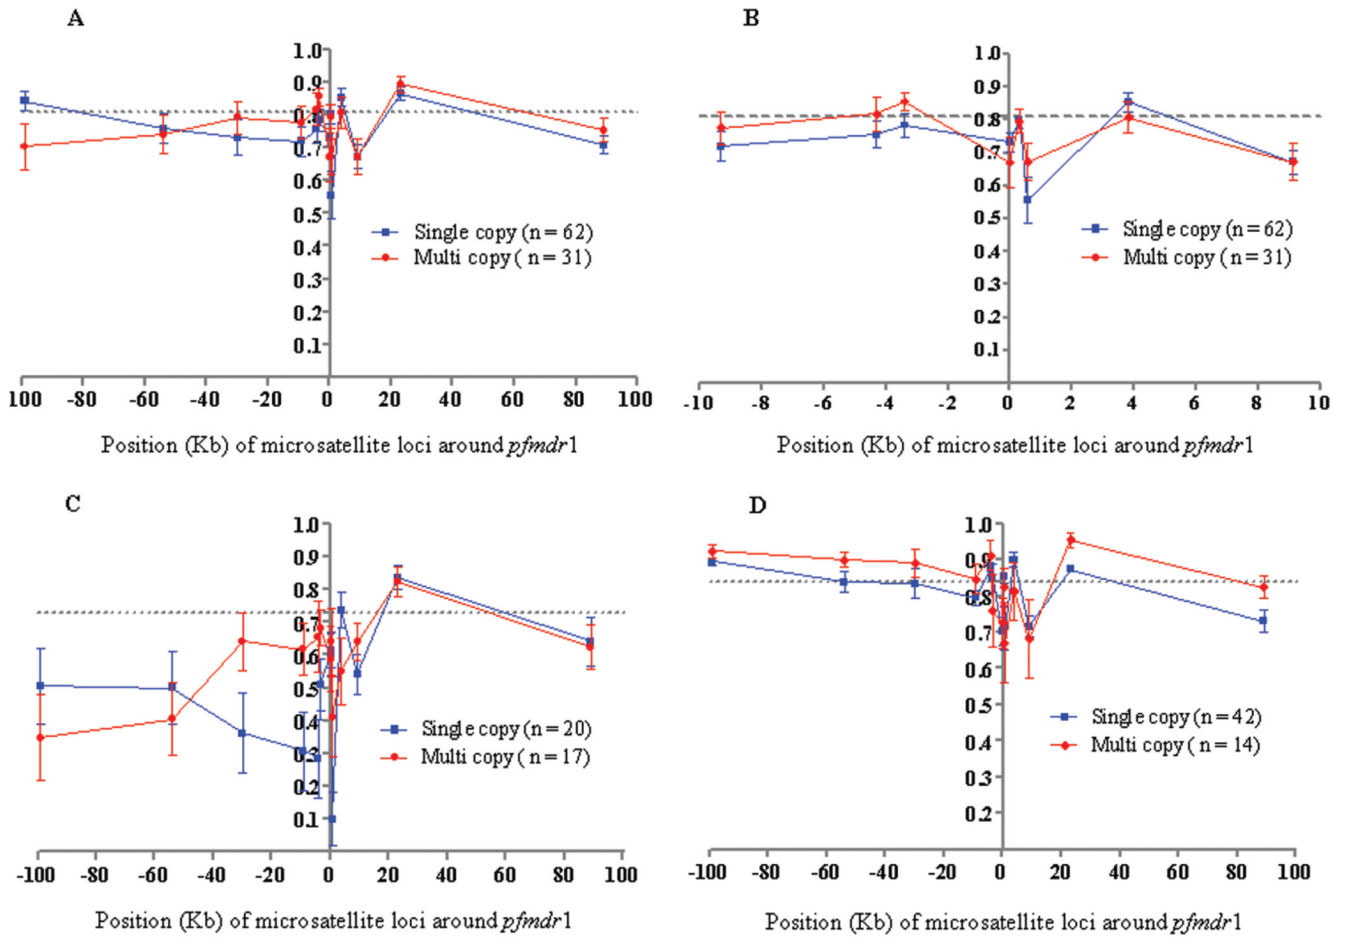 A
1.0
0.9
0.8
0.7
0.6
0.5
0.4
0.3
0.2
0.1
Single copy (n = 62)
Multi copy ( n = 31)
100 -80 -60 -40 -20 0 20 40 60 80 100
Position (Kb) of microsatellite loci around pfmdr1
B
1.0
0.9
0.8
0.7
0.6
0.5
0.4
0.3
0.2
0.1
Single copy (n = 62)
Multi copy ( n = 31)
-10 -8 -6 -4 -2 0 2 4 6 8 10
Position (Kb) of microsatellite loci around pfmdr1
C
1.0
0.9
0.8
0.7
0.6
0.5
0.4
0.3
0.2
0.1
Single copy (n = 20)
Multi copy ( n = 17)
-100 -80 -60 -40 -20 0 20 40 60 80 100
Position (Kb) of microsatellite loci around pfmdr1
D
1.0
0.9
0.8
0.7
0.6
0.5
0.4
0.3
0.2
Single copy (n = 42)
Multi copy ( n = 14)
-100 -80 -60 -40 -20 0 20 40 60 80 100
Position (Kb) of microsatellite loci around pfmdr1